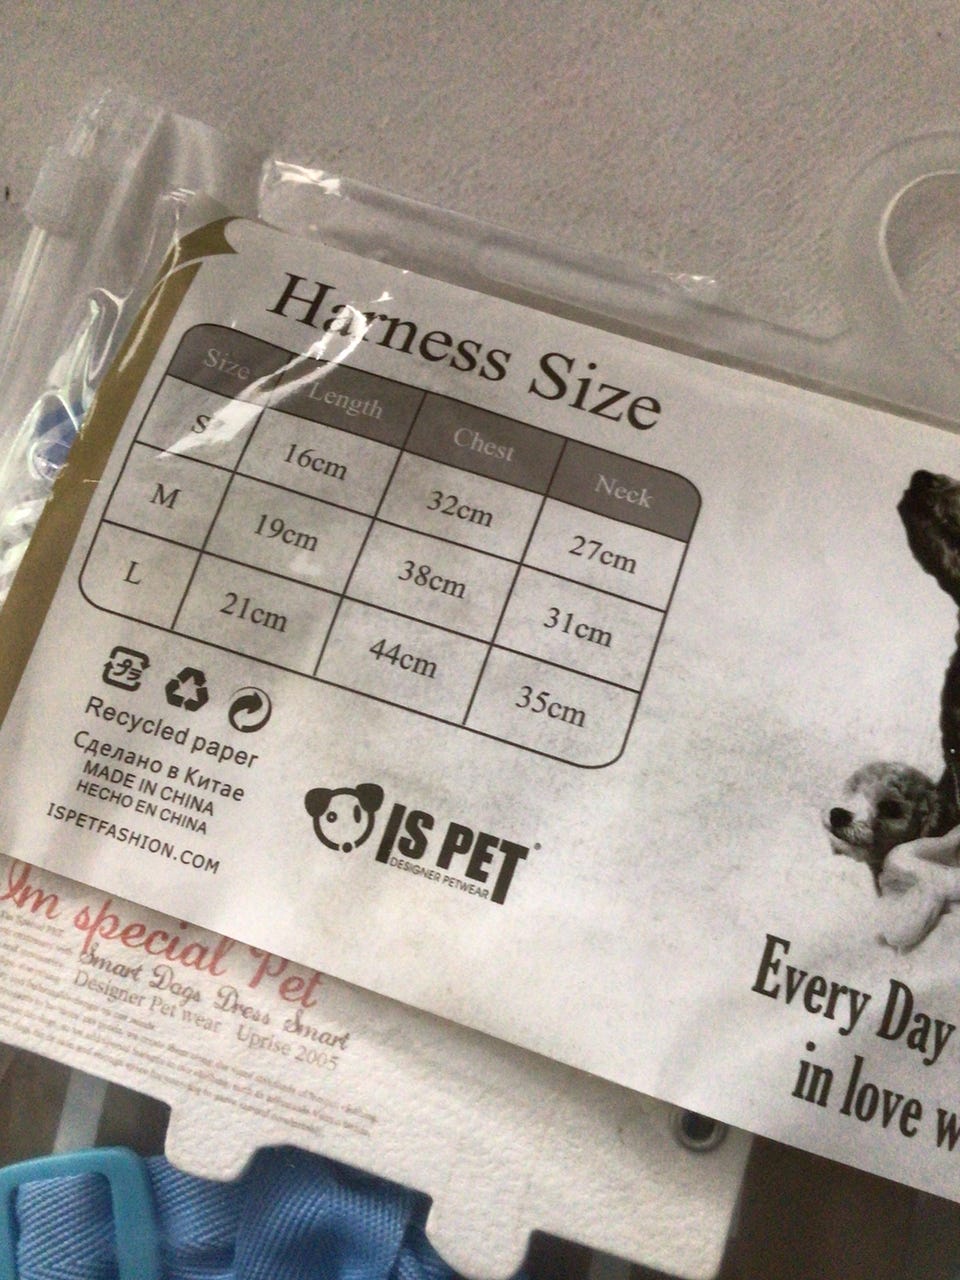 Harness Size
Size Length Chest Neck
S 16cm 32cm 27cm
M 19cm 38cm 31cm
L 21cm 44cm 35cm
Recycled paper
Сделано в Китае
MADE IN CHINA
HECHO EN CHINA
ISPETFASHION.COM
IS PET
DESIGNER PETWEAR
Every Day
in love w
Im special Pet
Smart Dogs Dress Smart
Designer Pet wear Uprise 2005